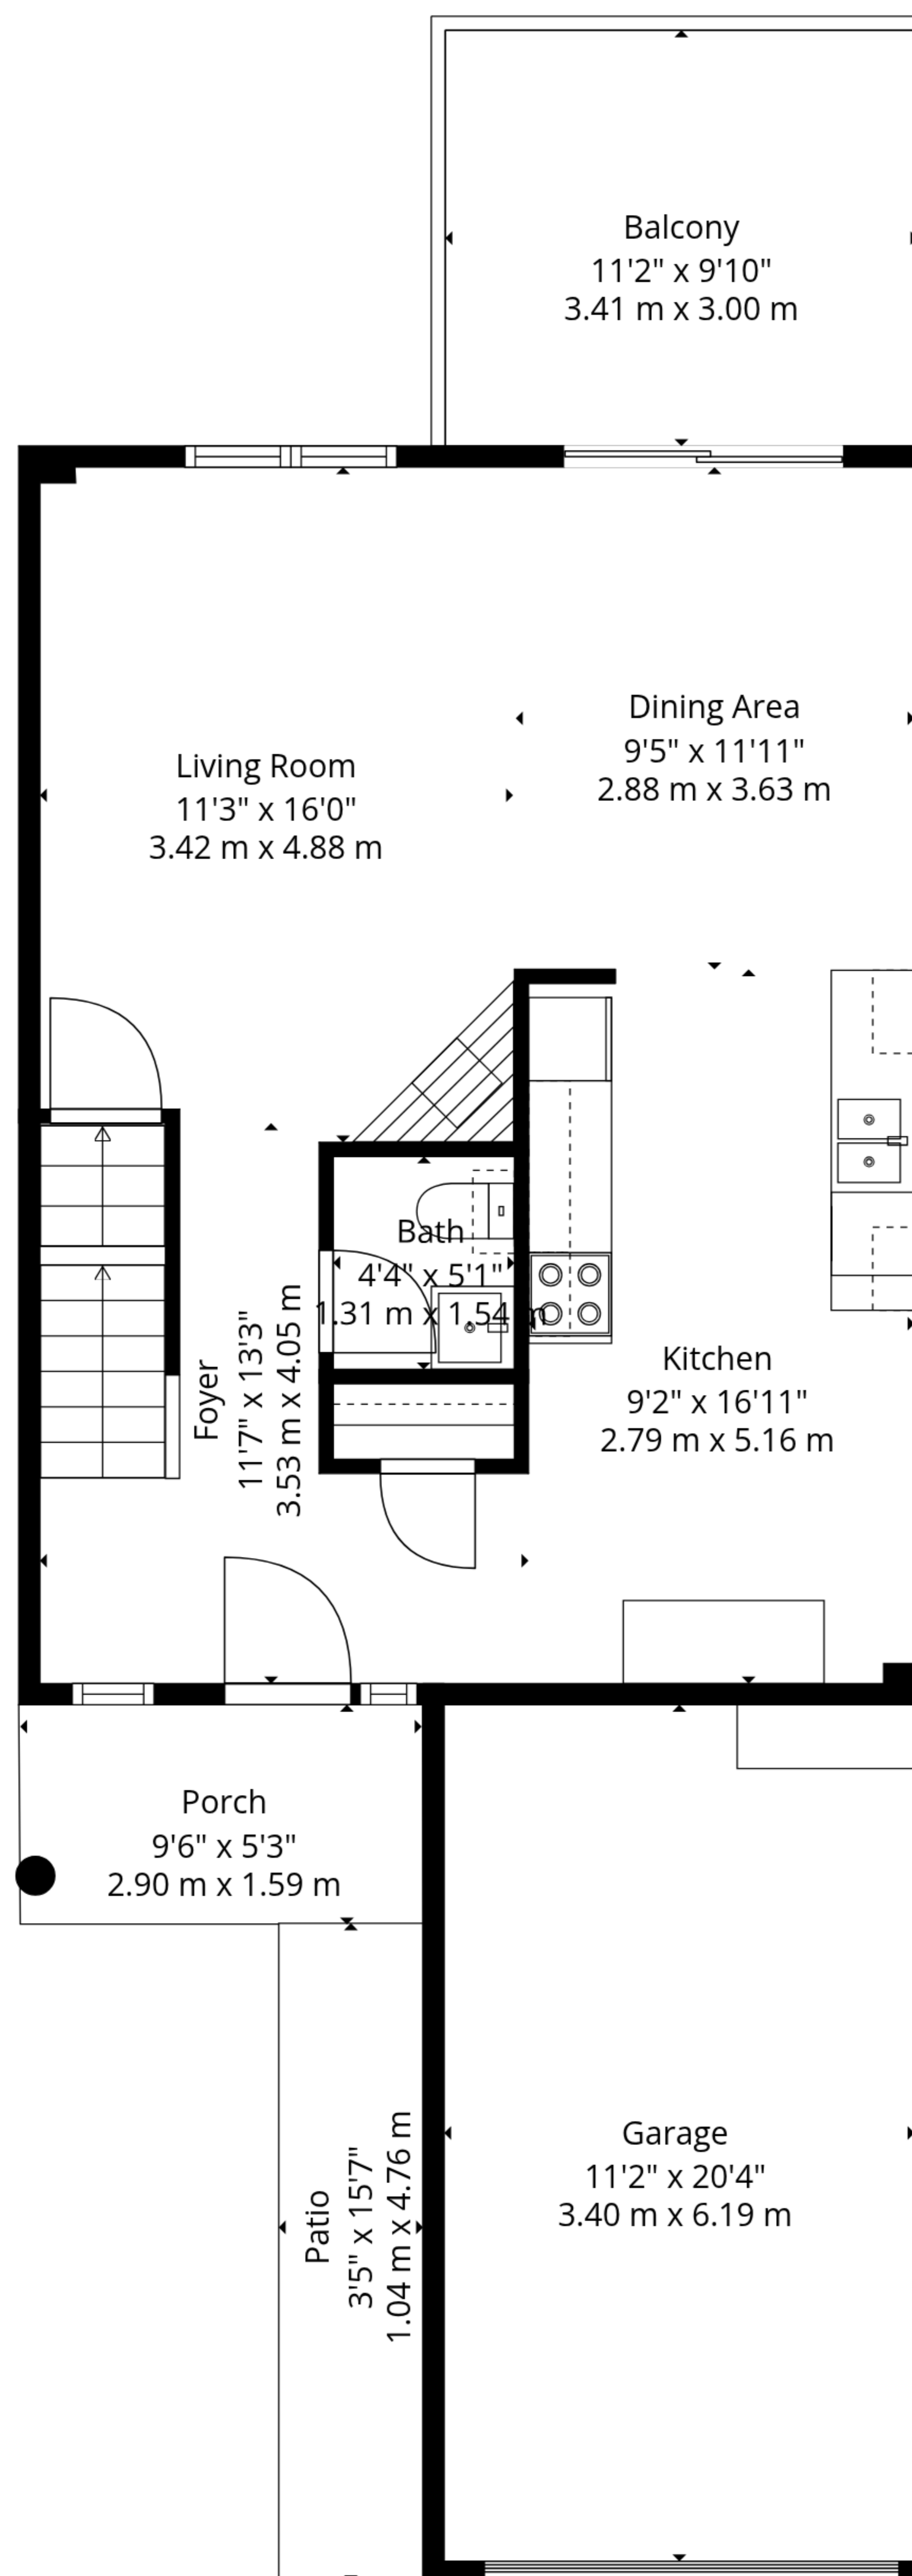 Balcony
11'2" x 9'10"
3.41 m x 3.00 m
Dining Area
9'5" x 11'11"
2.88 m x 3.63 m
Living Room
11'3" x 16'0"
3.42 m x 4.88 m
Bath
4'4" x 5'1"
1.31 m x 1.54 m
Foyer
11'7" x 13'3"
3.53 m x 4.05 m
Kitchen
9'2" x 16'11"
2.79 m x 5.16 m
Porch
9'6" x 5'3"
2.90 m x 1.59 m
Garage
11'2" x 20'4"
3.40 m x 6.19 m
Patio
3'5" x 15'7"
1.04 m x 4.76 m